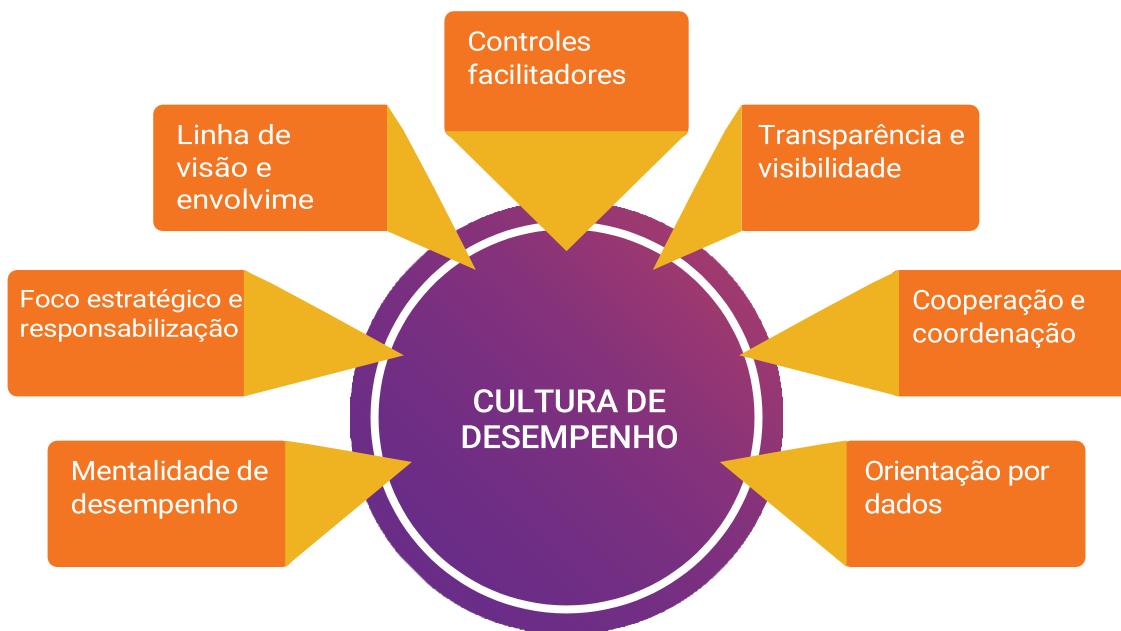 Controles
facilitadores
Linha de
visão e
envolvime
Transparência e
visibilidade
Foco estratégico e
responsabilização
Cooperação e
coordenação
CULTURA DE
DESEMPENHO
Mentalidade de
desempenho
Orientação por
dados